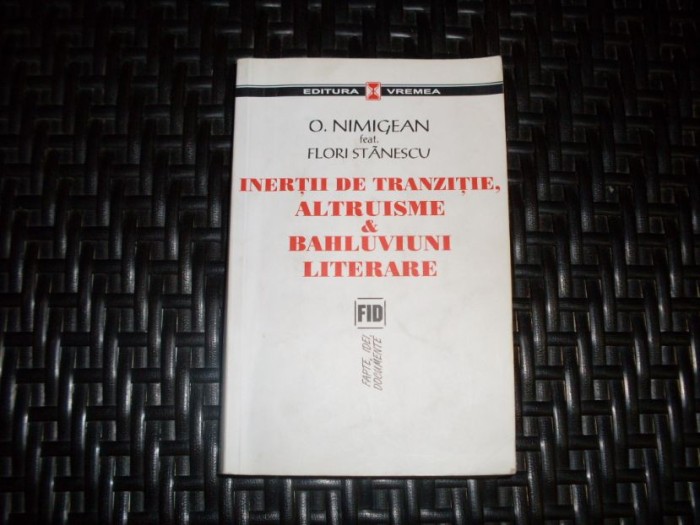 EDITURA VREMEA
O. NIMIGEAN
feat.
FLORI STĂNESCU
INERȚII DE TRANZIȚIE,
ALTRUISME
&
BAHLUVIUNI
LITERARE
FID
FAPTE, IDEI,
DOCUMENTE